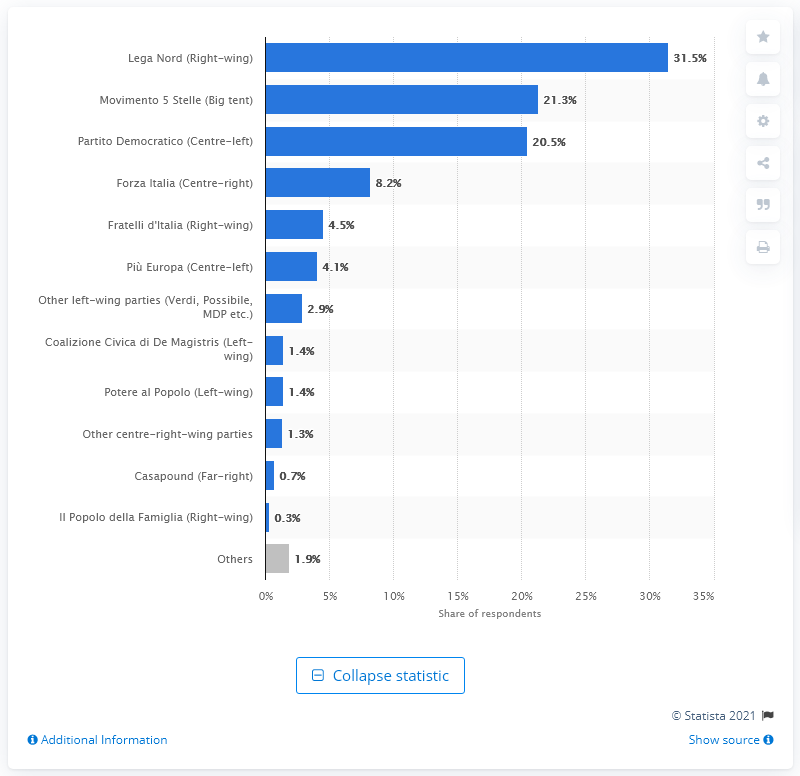 Lega Nord (Right-wing) 31.5%
Movimento 5 Stelle (Big tent) 21.3%
Partito Democratico (Centre-left) 20.5%
Forza Italia (Centre-right) 8.2%
Fratelli d'Italia (Right-wing) 4.5%
Più Europa (Centre-left) 4.1%
Other left-wing parties (Verdi, Possibile,
MDP etc.) 2.9%
Coalizione Civica di De Magistris (Left-
wing) 1.4%
Potere al Popolo (Left-wing) 1.4%
Other centre-right-wing parties 1.3%
Casapound (Far-right) 0.7%
Il Popolo della Famiglia (Right-wing) 0.3%
Others 1.9%
0% 5% 10% 15% 20% 25% 30% 35%
Share of respondents
Collapse statistic
© Statista 2021
Additional Information Show source